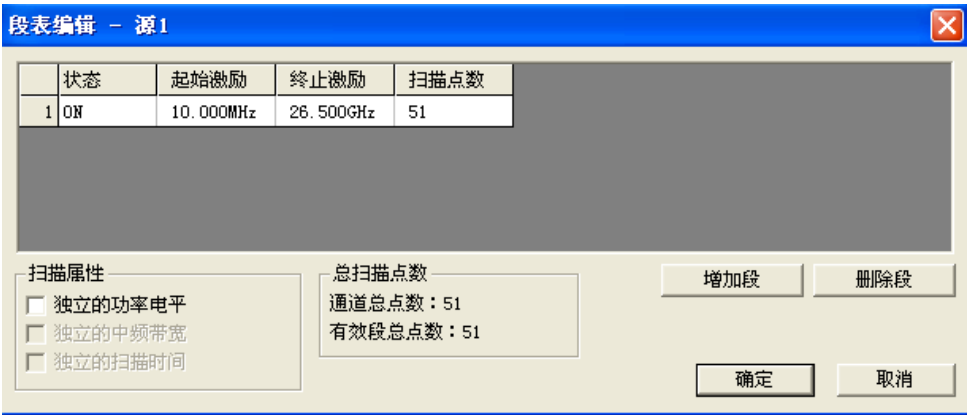 段表编辑 - 源1
状态 起始激励 终止激励 扫描点数
1 ON 10.000MHz 26.500GHz 51
扫描属性
独立的功率电平
独立的中频带宽
独立的扫描时间
总扫描点数
通道总点数：51
有效段总点数：51
增加段 删除段
确定 取消